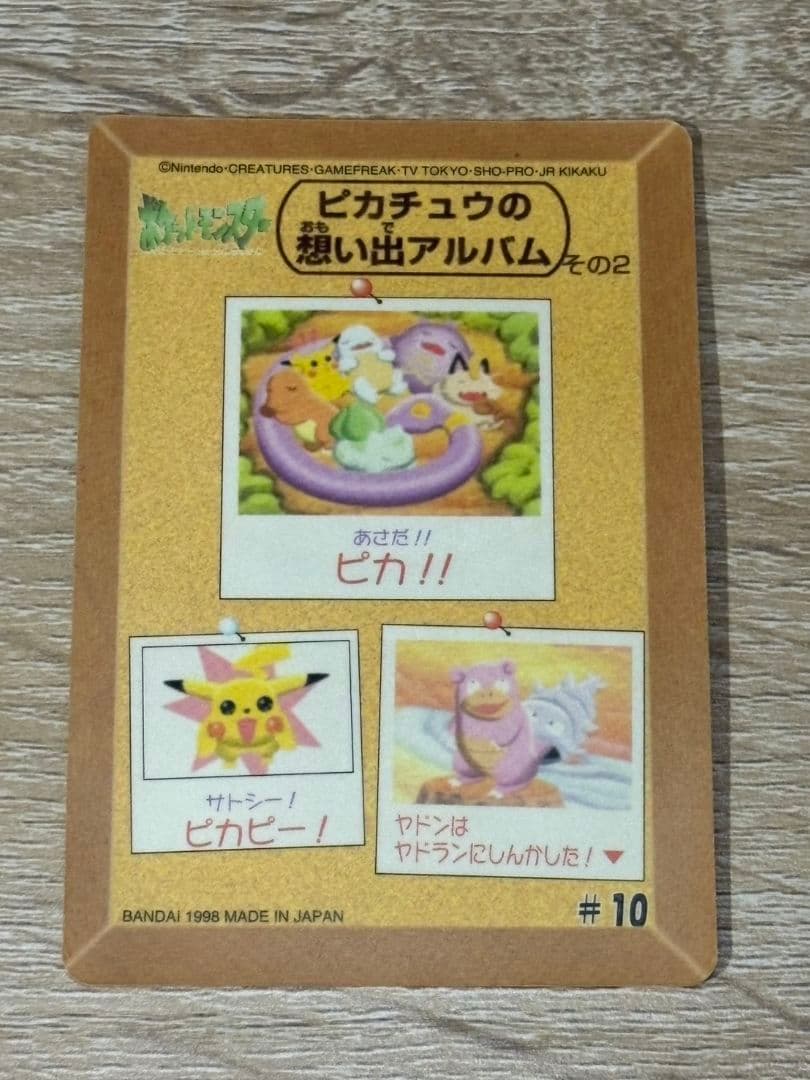 ©Nintendo・CREATURES・GAMEFREAK・TV TOKYO・SHO-PRO・JR KIKAKU
ポケットモンスター
ピカチュウの
おも で
想い出アルバム
その2
あさだ!!
ピカ!!
サトシー!
ピカピー!
ヤドンは
ヤドランにしんかした!▼
BANDAI 1998 MADE IN JAPAN
#10